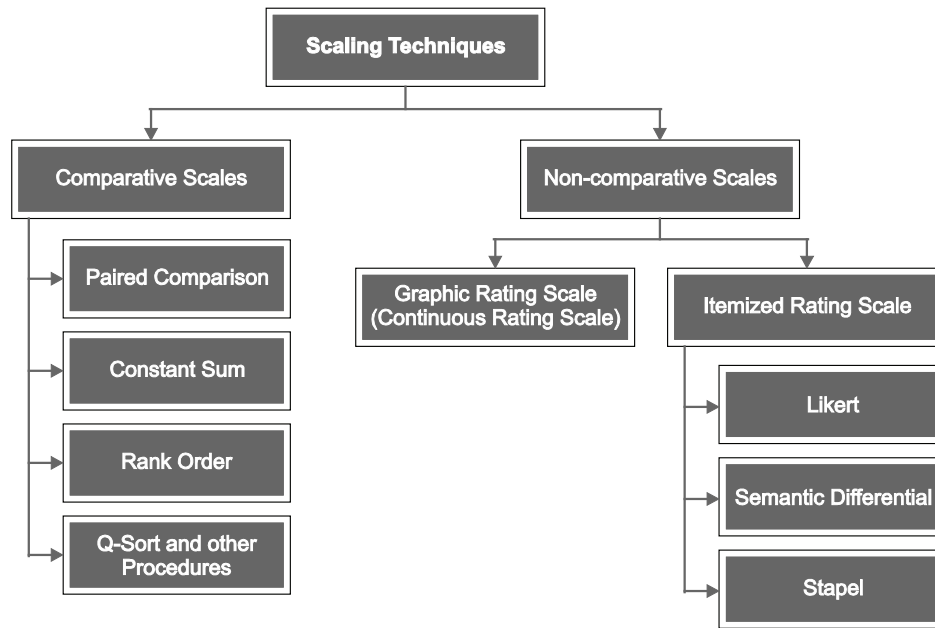 Scaling Techniques
Comparative Scales
Non-comparative Scales
Paired Comparison
Constant Sum
Rank Order
Q-Sort and other
Procedures
Graphic Rating Scale
(Continuous Rating Scale)
Itemized Rating Scale
Likert
Semantic Differential
Stapel